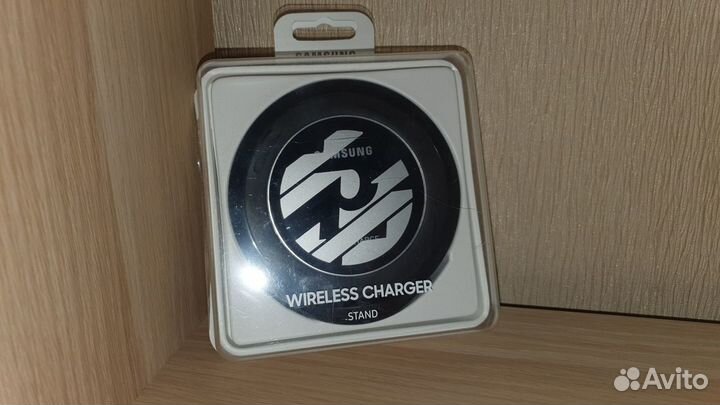 SAMSUNG
SAMSUNG
WIRELESS CHARGER
STAND
Avito